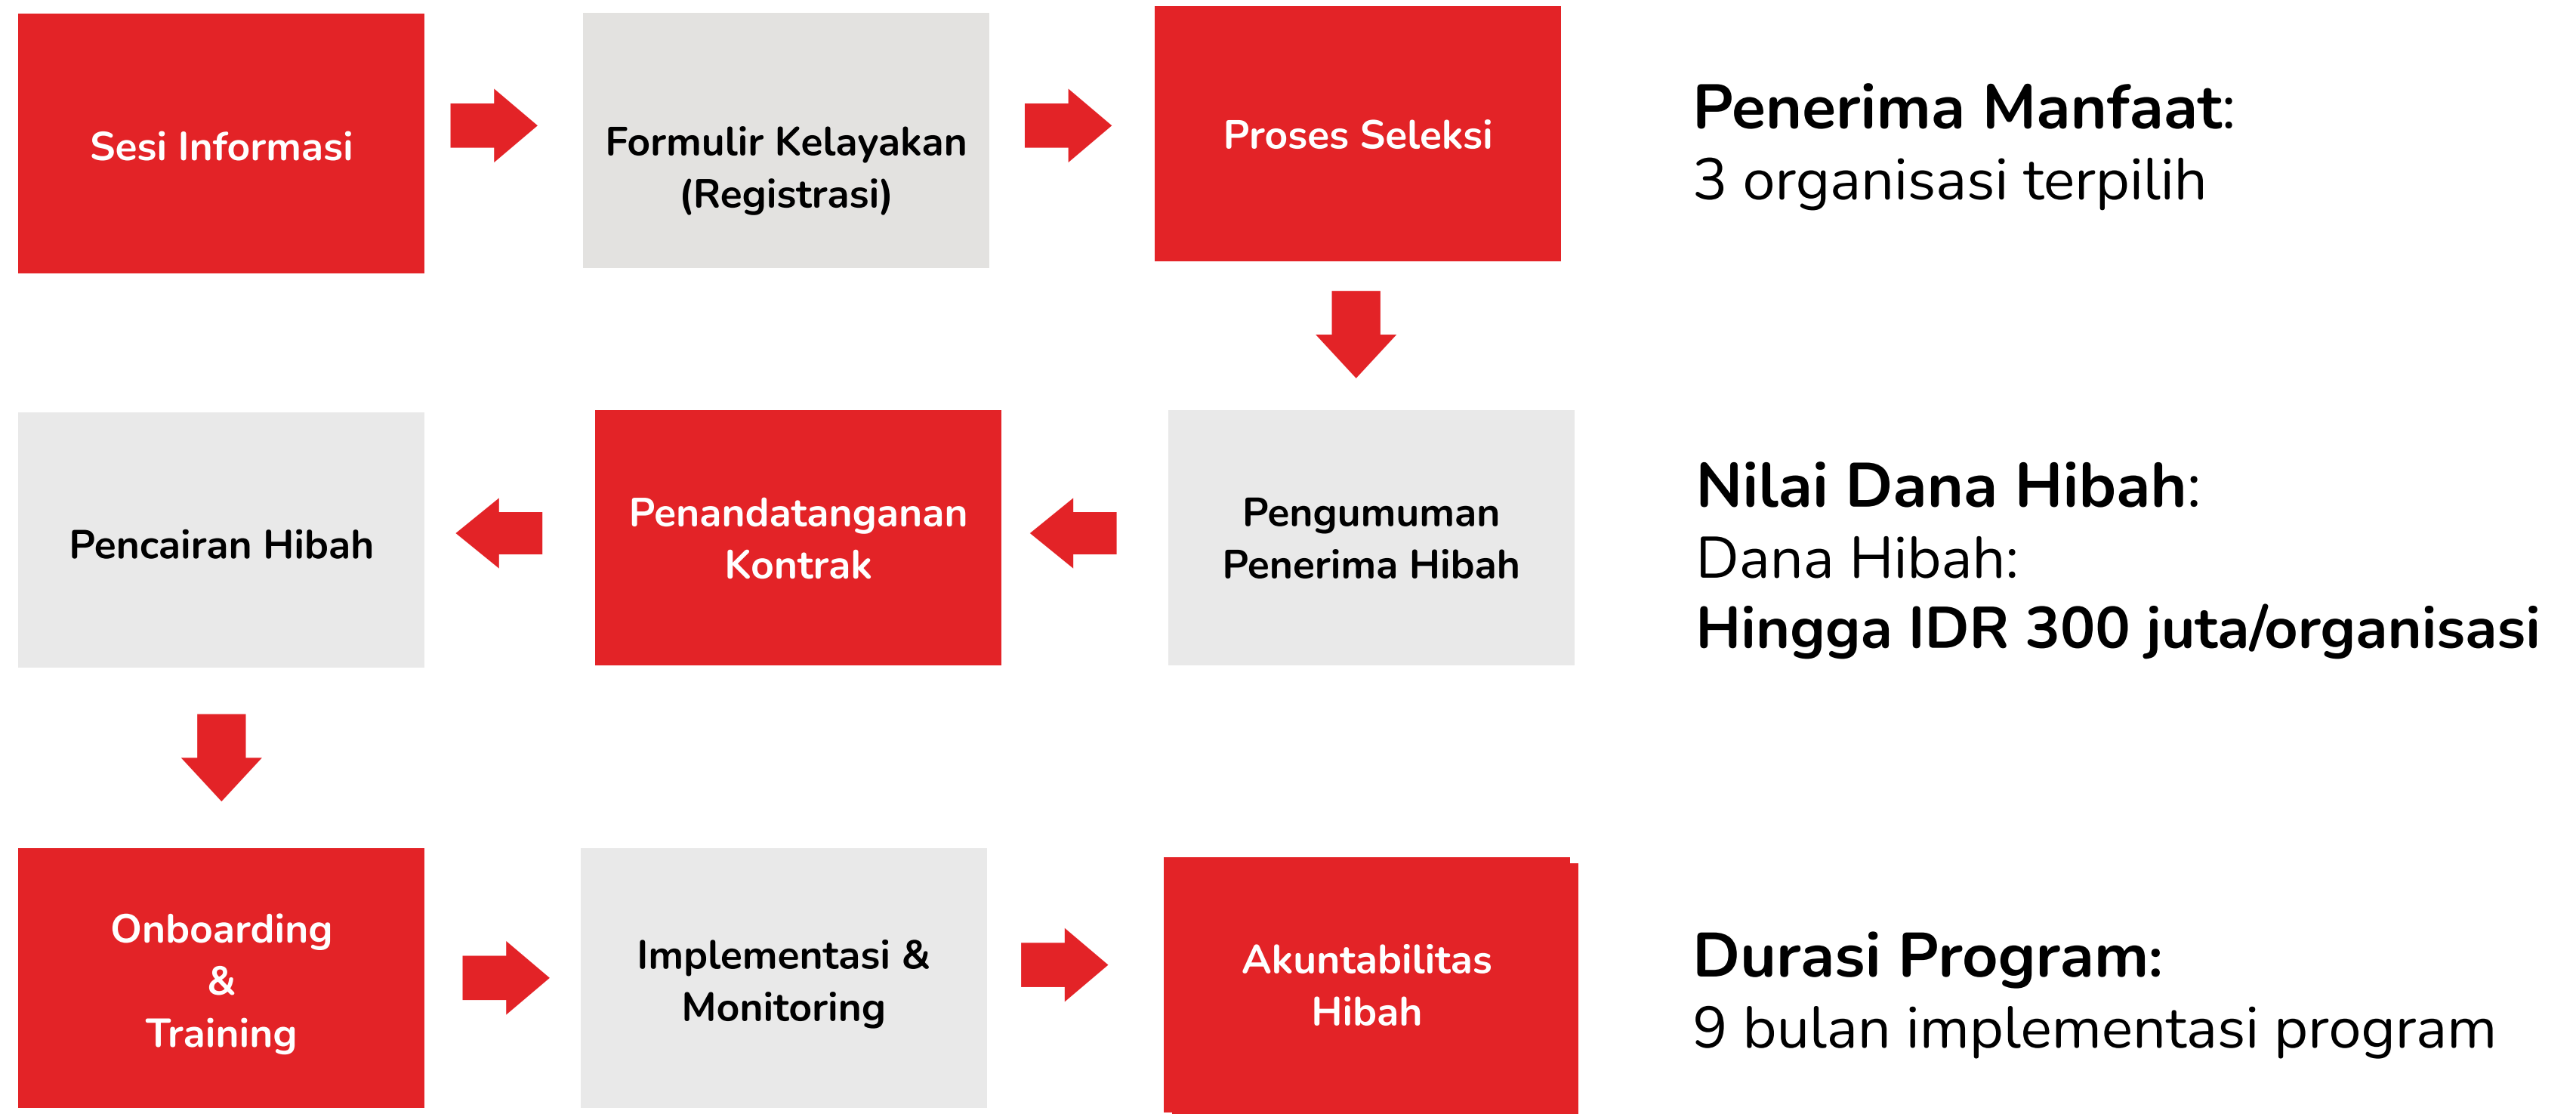 Sesi Informasi
Formulir Kelayakan
(Registrasi)
Proses Seleksi
Penerima Manfaat:
3 organisasi terpilih
Pengumuman
Penerima Hibah
Penandatanganan
Kontrak
Pencairan Hibah
Nilai Dana Hibah:
Dana Hibah:
Hingga IDR 300 juta/organisasi
Onboarding
&
Training
Implementasi &
Monitoring
Akuntabilitas
Hibah
Durasi Program:
9 bulan implementasi program